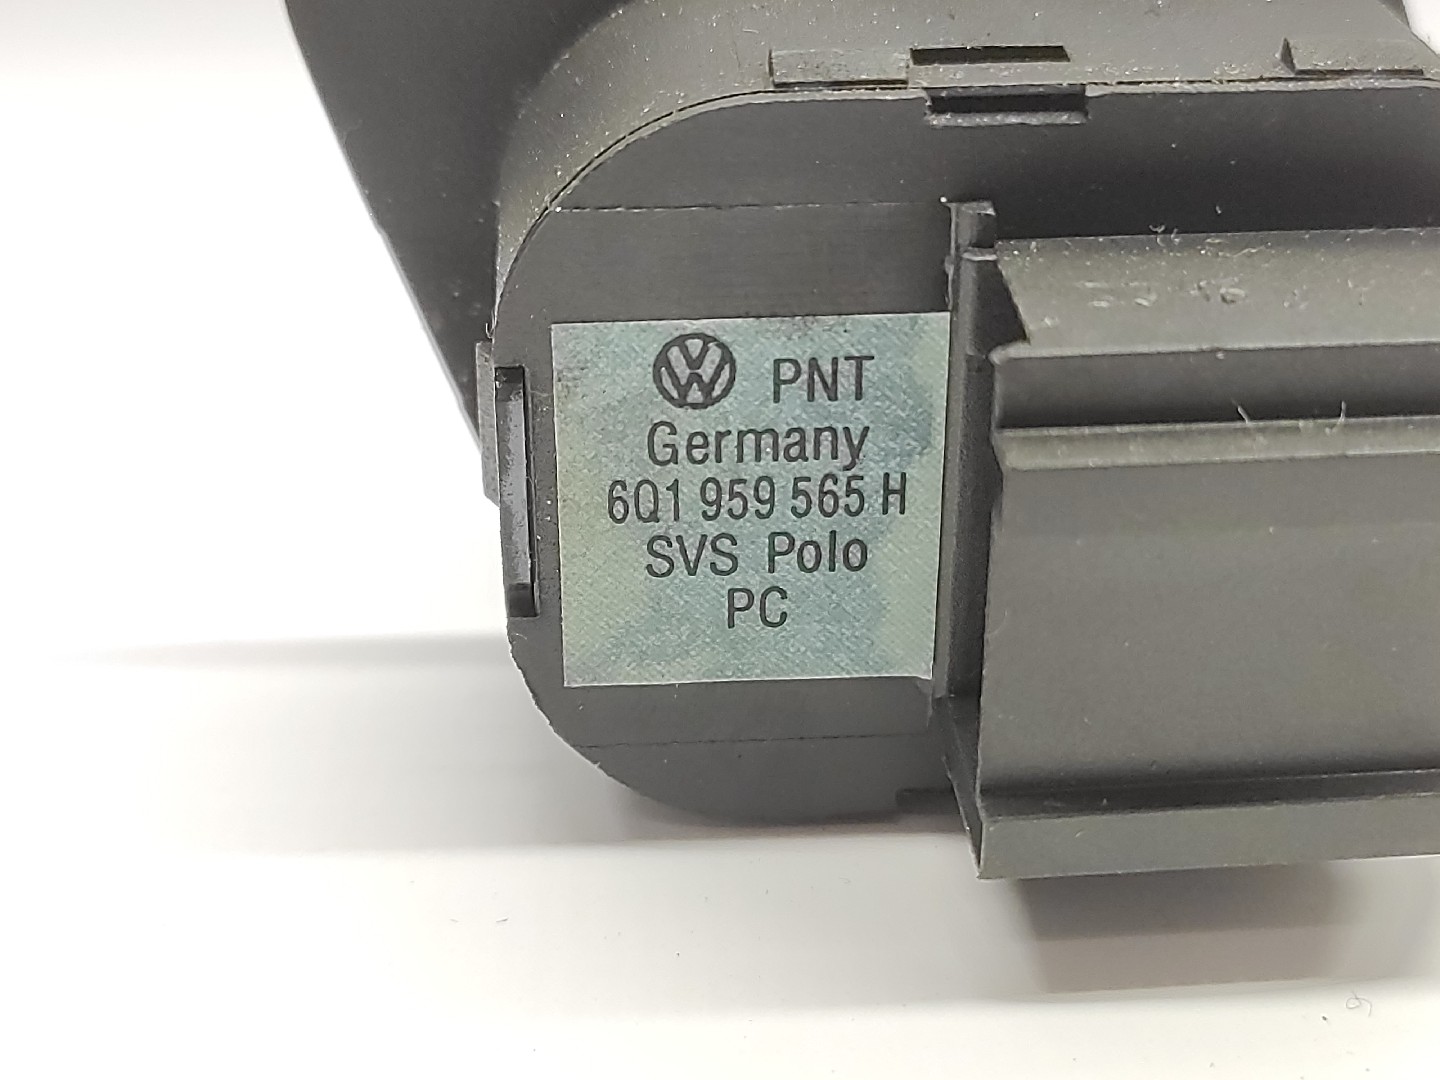 PNT
Germany
6Q1 959 565 H
SVS Polo
PC